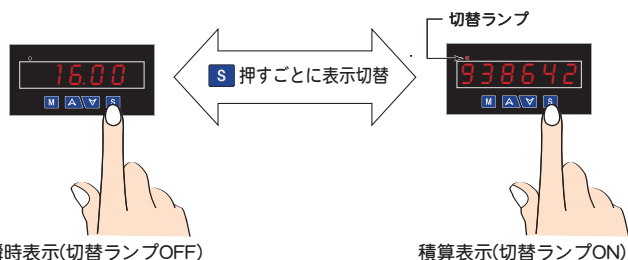 切替ランプ
16.00
M
S
S 押すごとに表示切替
938642
M
S
時表示(切替ランプOFF)
積算表示(切替ランプON)